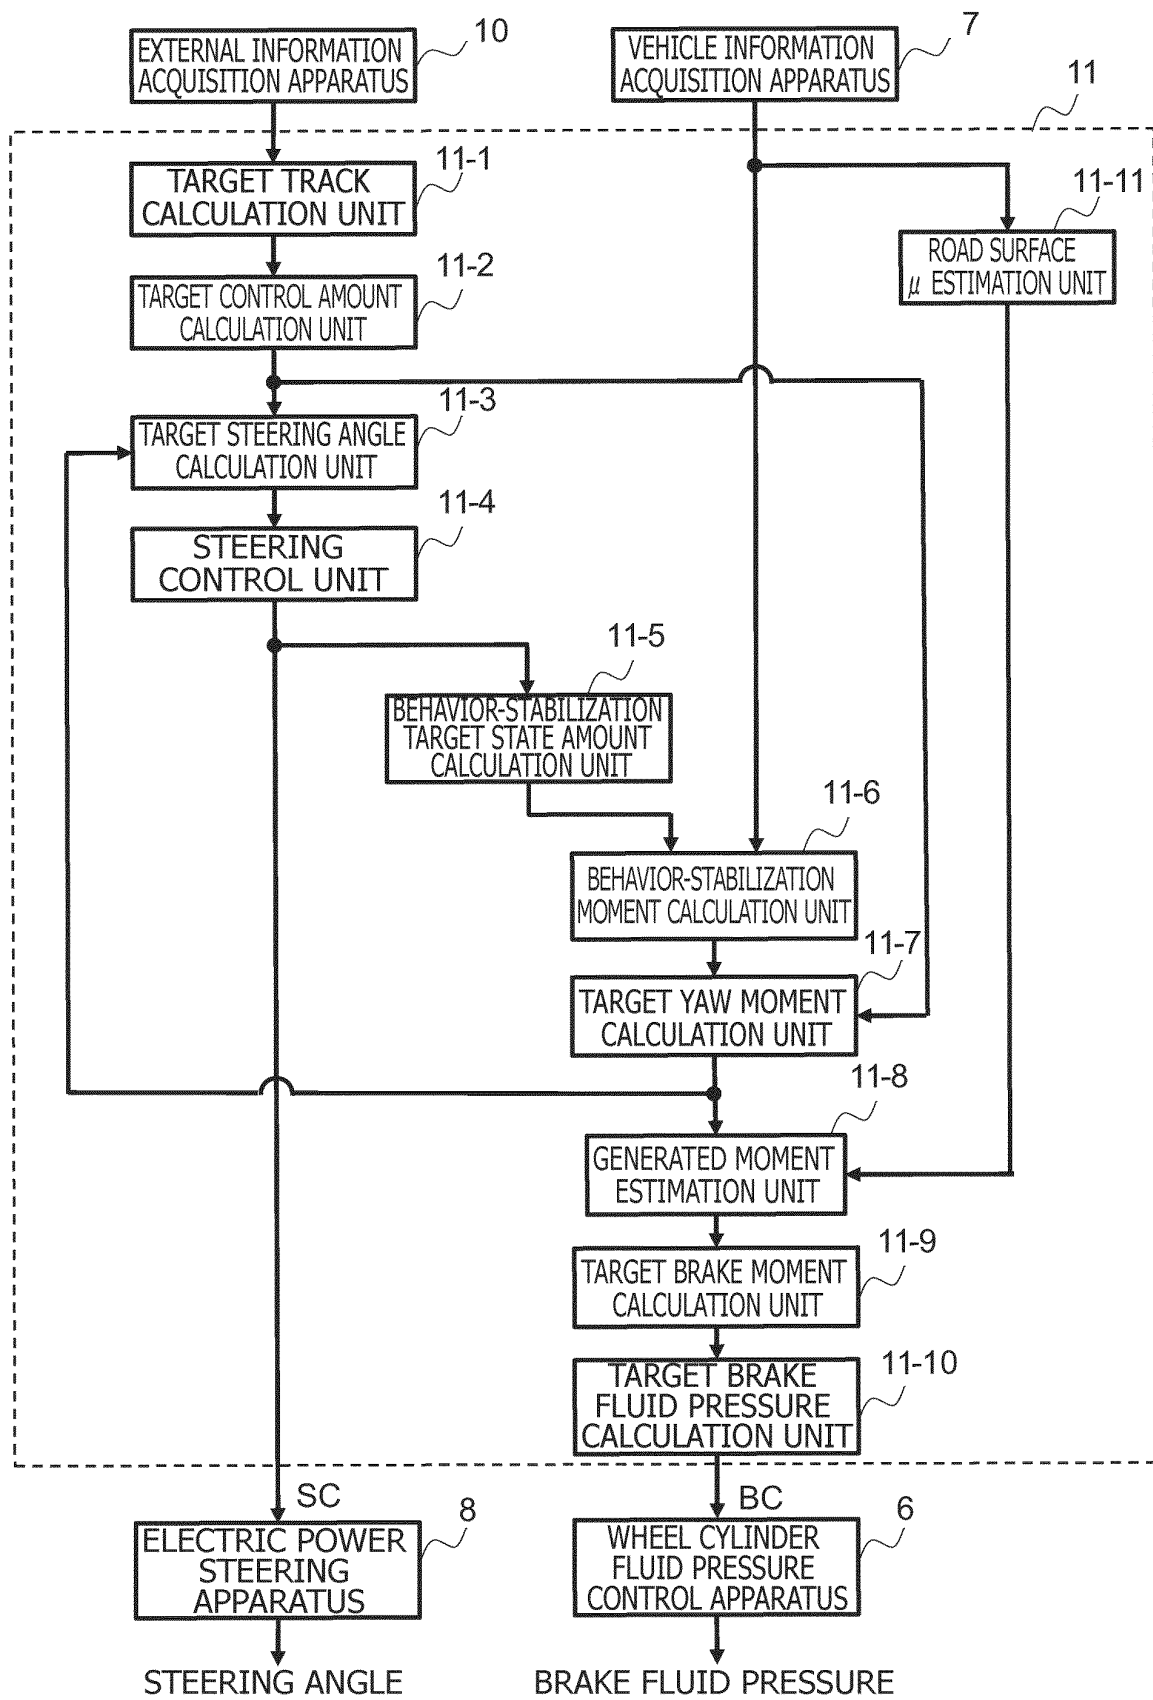 EXTERNAL INFORMATION
ACQUISITION APPARATUS
10
VEHICLE INFORMATION
ACQUISITION APPARATUS
7
11
TARGET TRACK
CALCULATION UNIT
11-1
ROAD SURFACE
μ ESTIMATION UNIT
11-11
TARGET CONTROL AMOUNT
CALCULATION UNIT
11-2
TARGET STEERING ANGLE
CALCULATION UNIT
11-3
STEERING
CONTROL UNIT
11-4
BEHAVIOR-STABILIZATION
TARGET STATE AMOUNT
CALCULATION UNIT
11-5
BEHAVIOR-STABILIZATION
MOMENT CALCULATION UNIT
11-6
TARGET YAW MOMENT
CALCULATION UNIT
11-7
GENERATED MOMENT
ESTIMATION UNIT
11-8
TARGET BRAKE MOMENT
CALCULATION UNIT
11-9
TARGET BRAKE
FLUID PRESSURE
CALCULATION UNIT
11-10
SC
ELECTRIC POWER
STEERING
APPARATUS
8
BC
WHEEL CYLINDER
FLUID PRESSURE
CONTROL APPARATUS
6
STEERING ANGLE
BRAKE FLUID PRESSURE